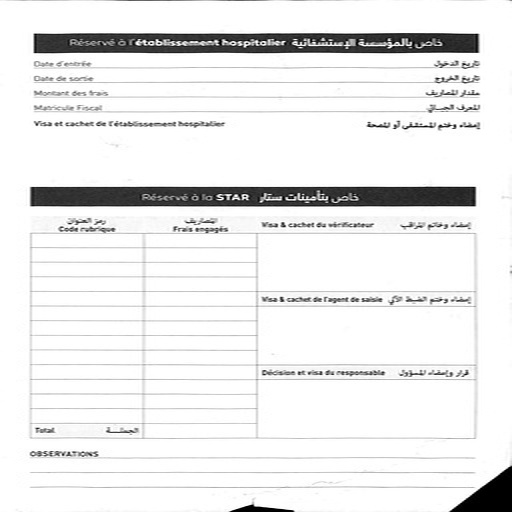 Réservé à l'établissement hospitalier خاص بالمؤسسة الإستشفائية
Date d'entrée تاريخ الدخول
Date de sortie تاريخ الخروج
Montant des frais مقدار المصاريف
Matricule Fiscal المعرف الجبائي
Visa et cachet de l'établissement hospitalier إمضاء وختم المستشفى أو المصحة
Réservé à la STAR خاص بتأمينات ستار
رمز العنوان المصاريف
Code rubrique Frais engagés Visa & cachet du vérificateur إمضاء وخاتم المراقب
Visa & cachet de l'agent de saisie إمضاء وختم الضبط الآلي
Décision et visa du responsable قرار وإمضاء المسؤول
Total الجملة
OBSERVATIONS